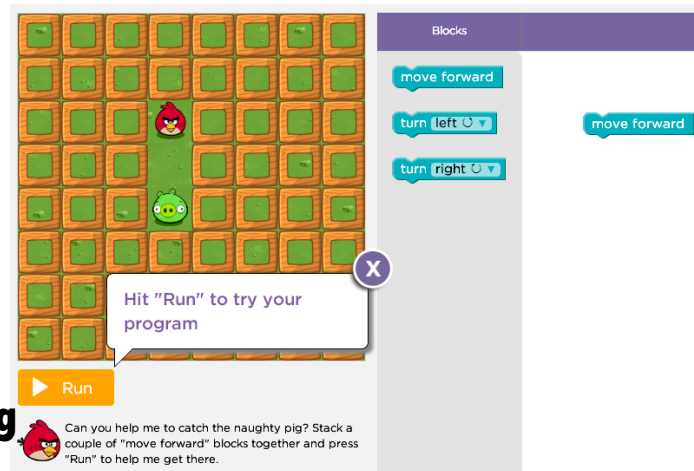 Blocks
move forward
turn left
turn right
move forward
Hit "Run" to try your
program
X
Run
g
Can you help me to catch the naughty pig? Stack a
couple of "move forward" blocks together and press
"Run" to help me get there.